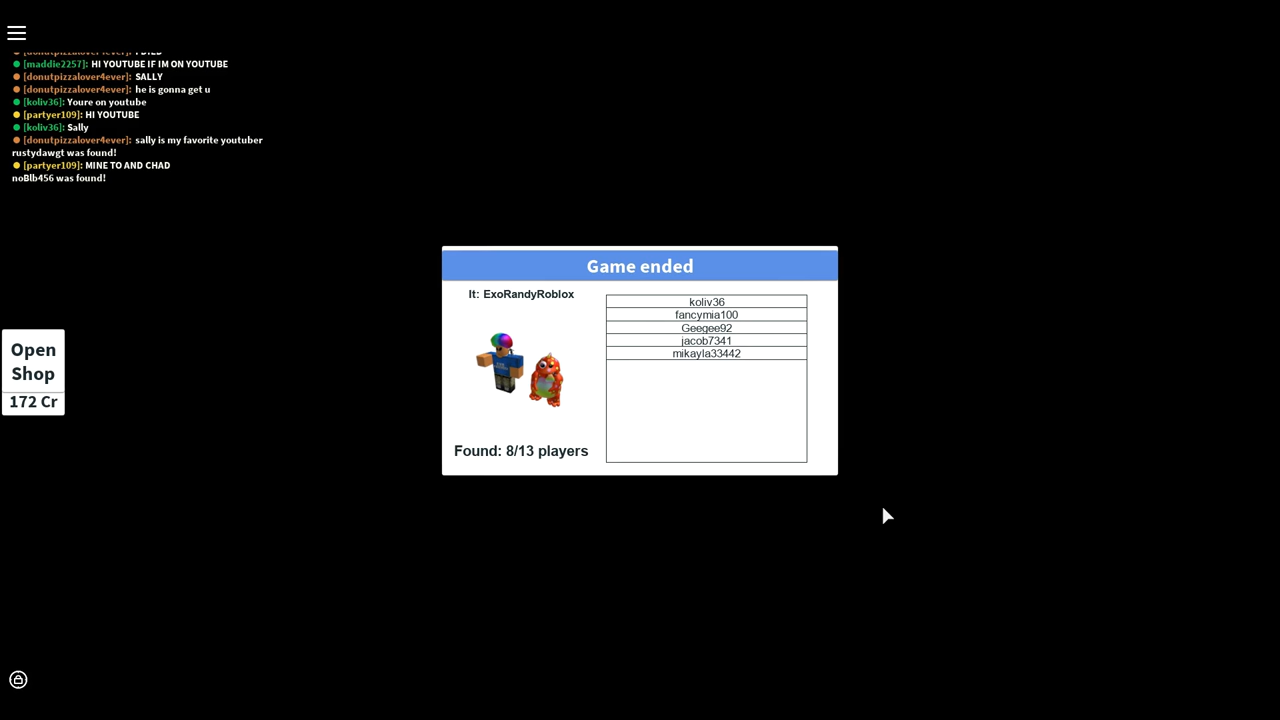 [maddie2257]: HI YOUTUBE IF IM ON YOUTUBE
[donutpizzalover4ever]: SALLY
[donutpizzalover4ever]: he is gonna get u
[koliv36]: Youre on youtube
[partyer109]: HI YOUTUBE
[koliv36]: Sally
[donutpizzalover4ever]: sally is my favorite youtuber
rustydawgt was found!
[partyer109]: MINE TO AND CHAD
noBlb456 was found!
Game ended
It: ExoRandyRoblox
koliv36
fancymia100
Geegee92
jacob7341
mikayla33442
Found: 8/13 players
Open
Shop
172 Cr